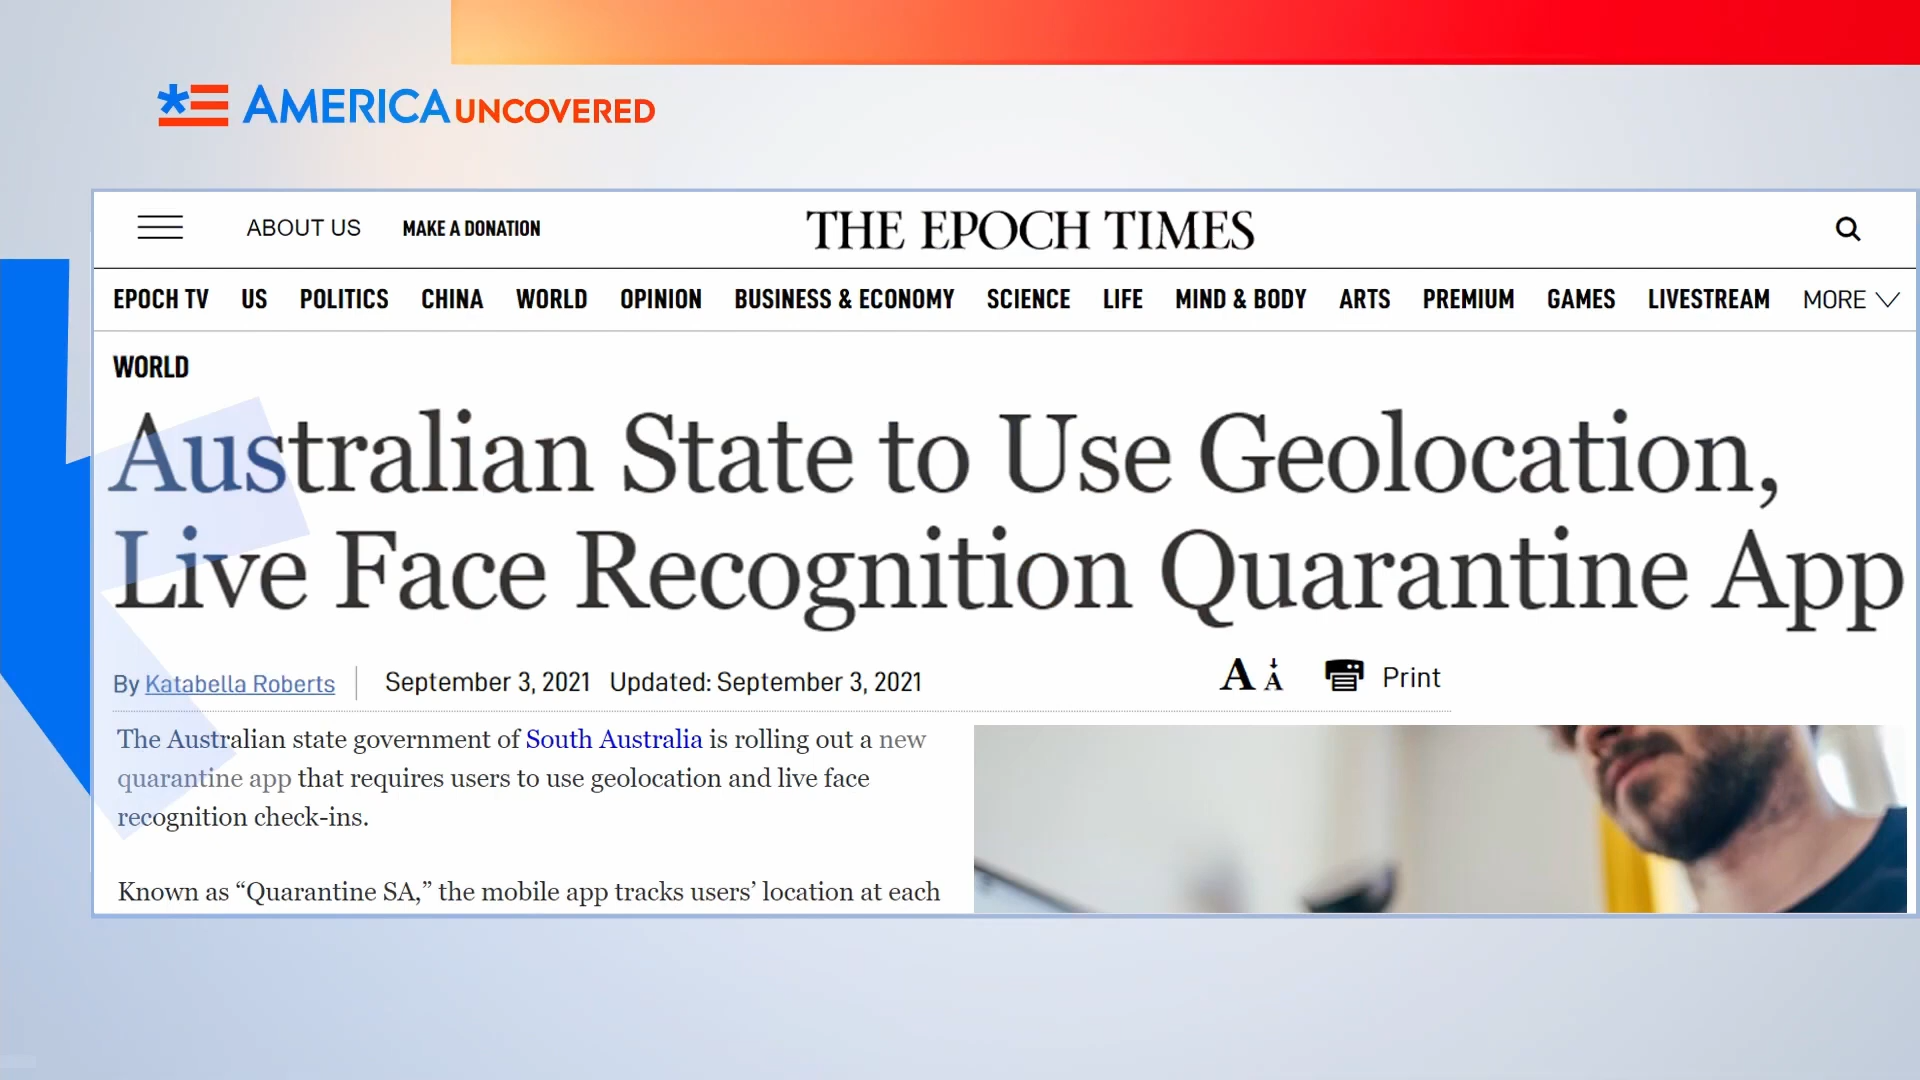 AMERICA UNCOVERED
ABOUT US MAKE A DONATION THE EPOCH TIMES
EPOCH TV US POLITICS CHINA WORLD OPINION BUSINESS & ECONOMY SCIENCE LIFE MIND & BODY ARTS PREMIUM GAMES LIVESTREAM MORE
WORLD
Australian State to Use Geolocation,
Live Face Recognition Quarantine App
By Katabella Roberts September 3, 2021 Updated: September 3, 2021 A A Print
The Australian state government of South Australia is rolling out a new
quarantine app that requires users to use geolocation and live face
recognition check-ins.
Known as “Quarantine SA,” the mobile app tracks users’ location at each